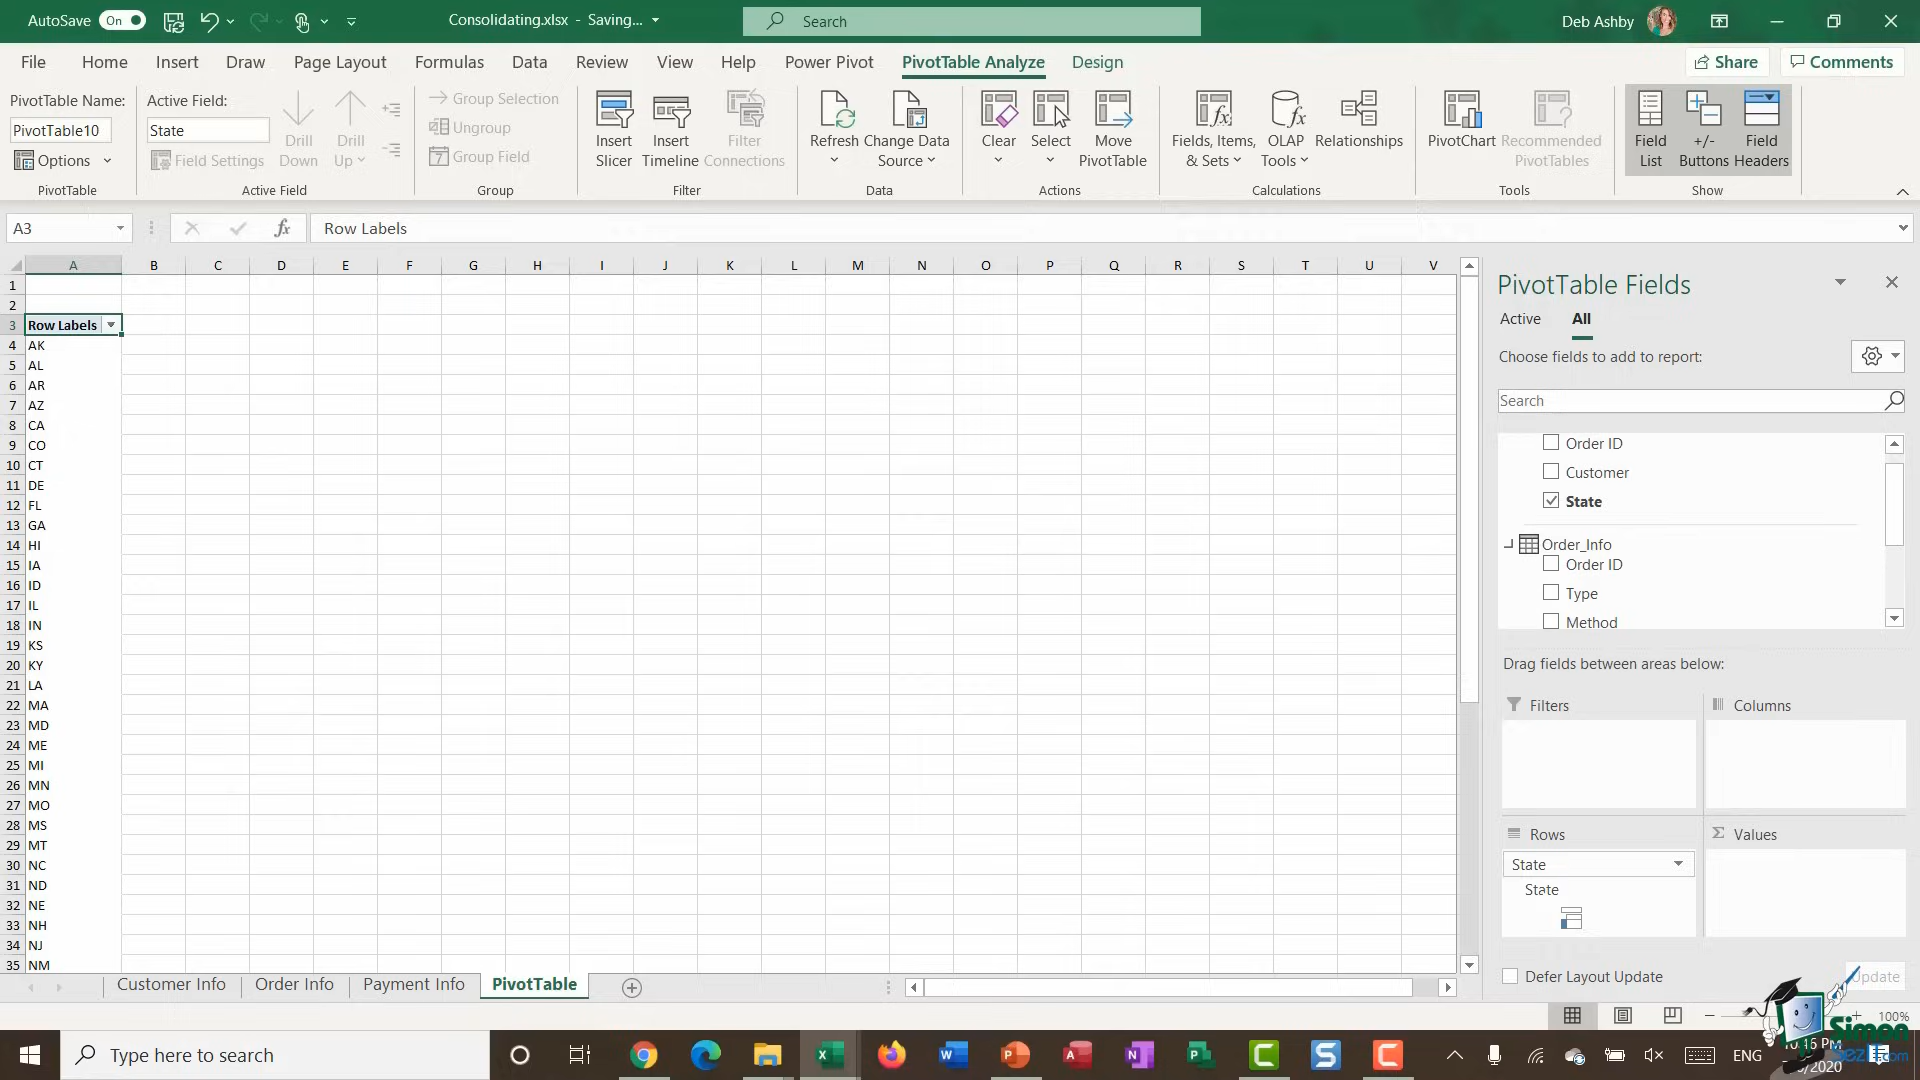 AutoSave On Consolidating.xlsx - Saving... Search Deb Ashby
File Home Insert Draw Page Layout Formulas Data Review View Help Power Pivot PivotTable Analyze Design Share Comments
PivotTable Name:
PivotTable10
Options
PivotTable
Active Field:
State
Field Settings
Drill
Down
Drill
Up
Active Field
Group Selection
Ungroup
Group Field
Group
Insert
Slicer
Insert
Timeline
Filter
Connections
Filter
Refresh
Change Data
Source
Data
Clear
Select
Move
PivotTable
Actions
Fields, Items,
& Sets
OLAP
Tools
Relationships
Calculations
PivotChart
Recommended
PivotTables
Tools
Field
List
+/-
Buttons
Field
Headers
Show
A3 fx Row Labels
A B C D E F G H I J K L M N O P Q R S T U V
1
2
3 Row Labels
4 AK
5 AL
6 AR
7 AZ
8 CA
9 CO
10 CT
11 DE
12 FL
13 GA
14 HI
15 IA
16 ID
17 IL
18 IN
19 KS
20 KY
21 LA
22 MA
23 MD
24 ME
25 MI
26 MN
27 MO
28 MS
29 MT
30 NC
31 ND
32 NE
33 NH
34 NJ
35 NM
PivotTable Fields
Active All
Choose fields to add to report:
Search
Order ID
Customer
State
Order_Info
Order ID
Type
Method
Drag fields between areas below:
Filters
Columns
Rows
Values
State
State
Defer Layout Update
Customer Info Order Info Payment Info PivotTable
100%
Type here to search
ENG
Simon
Sezit.com